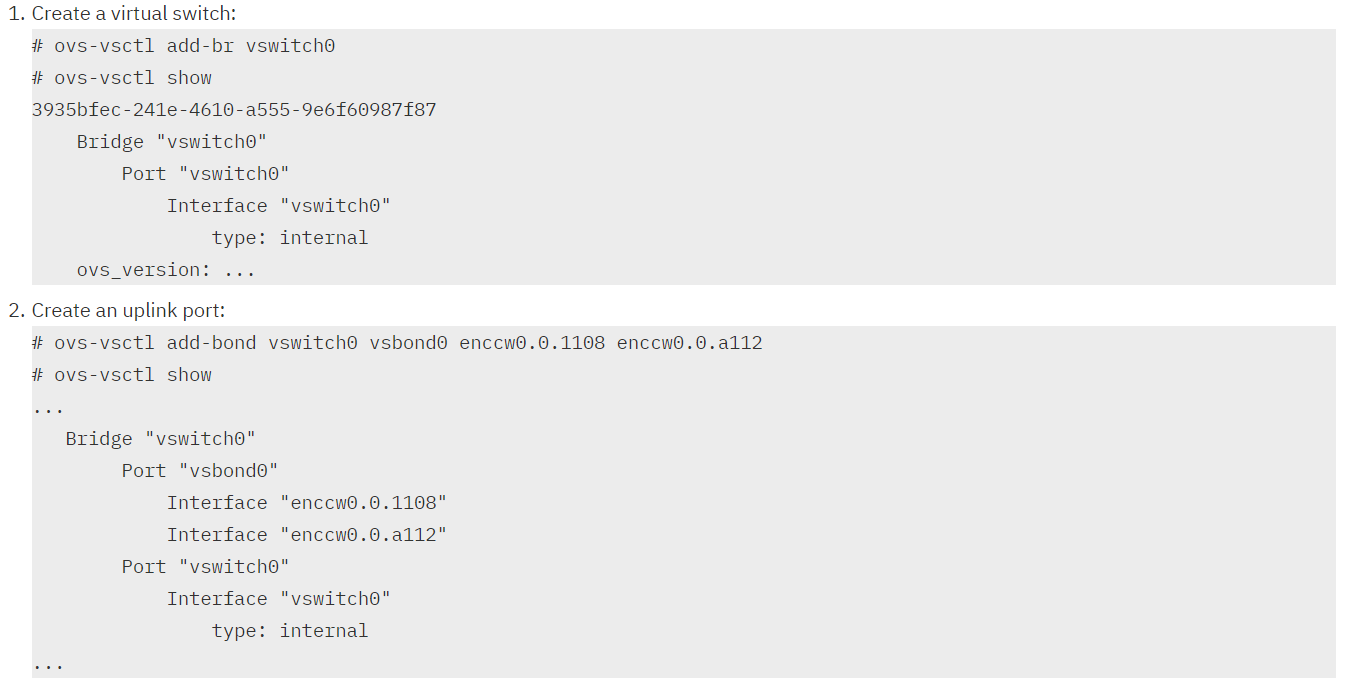 1. Create a virtual switch:
# ovs-vsctl add-br vswitch0
# ovs-vsctl show
3935bfec-241e-4610-a555-9e6f60987f87
    Bridge "vswitch0"
        Port "vswitch0"
            Interface "vswitch0"
                type: internal
    ovs_version: ...
2. Create an uplink port:
# ovs-vsctl add-bond vswitch0 vsbond0 enccw0.0.1108 enccw0.0.a112
# ovs-vsctl show
...
   Bridge "vswitch0"
        Port "vsbond0"
            Interface "enccw0.0.1108"
            Interface "enccw0.0.a112"
        Port "vswitch0"
            Interface "vswitch0"
                type: internal
...